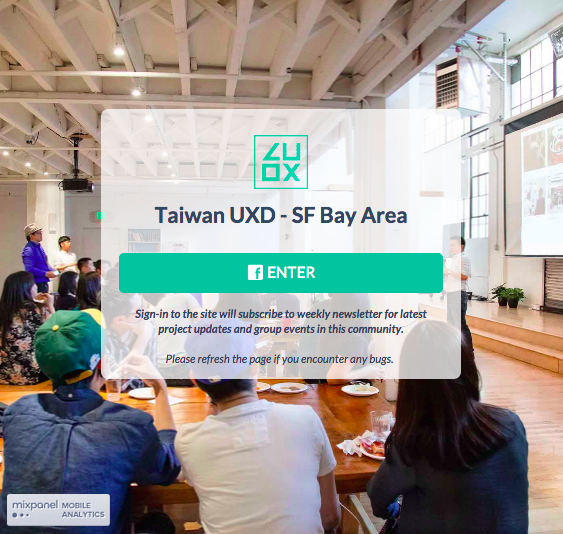 ZU
OX
Taiwan UXD - SF Bay Area
ENTER
Sign-in to the site will subscribe to weekly newsletter for latest
project updates and group events in this community.
Please refresh the page if you encounter any bugs.
mixpanel MOBILE
ANALYTICS